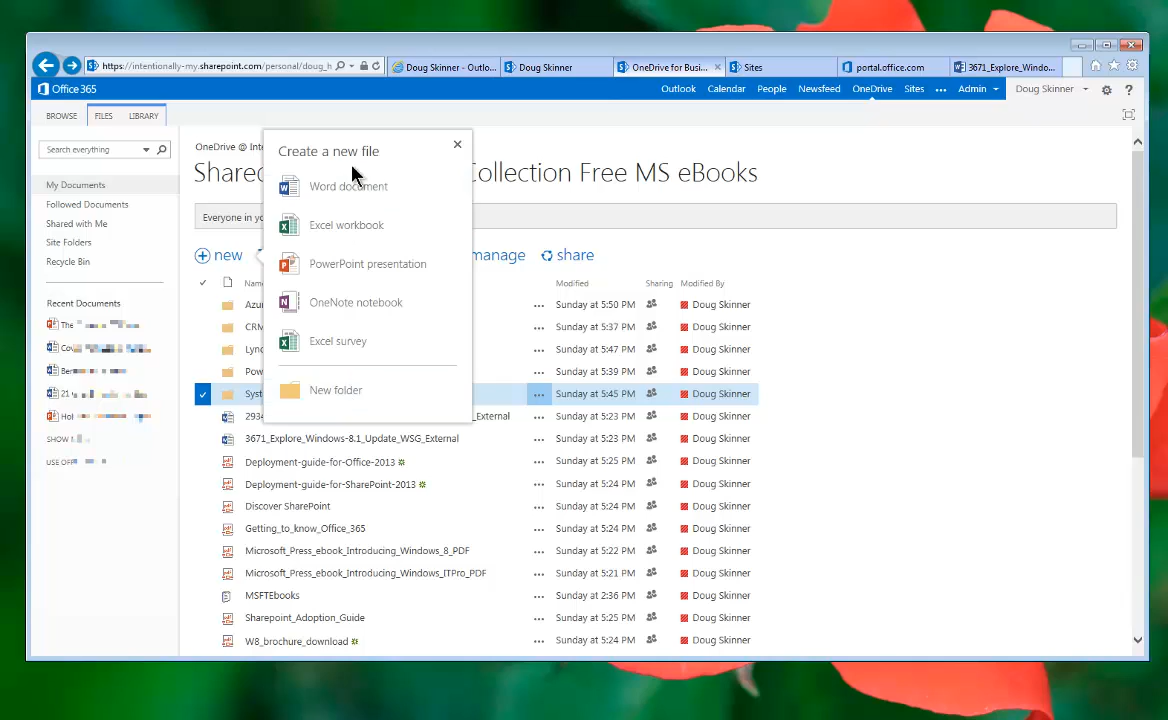 https://intentionally-my.sharepoint.com/personal/doug_h
Doug Skinner - Outlo...
Doug Skinner
OneDrive for Busi...
Sites
portal.office.com
3671_Explore_Windo...
Office 365
Outlook Calendar People Newsfeed OneDrive Sites ... Admin
Doug Skinner
?
BROWSE FILES LIBRARY
Search everything
My Documents
Followed Documents
Shared with Me
Site Folders
Recycle Bin
Recent Documents
The
21
SHOW
OneDrive @
Shared Collection Free MS eBooks
Everyone in
new manage share
Create a new file
Word document
Excel workbook
PowerPoint presentation
OneNote notebook
Excel survey
New folder
Modified Sharing Modified By
... Sunday at 5:50 PM Doug Skinner
CRM ... Sunday at 5:37 PM Doug Skinner
... Sunday at 5:47 PM Doug Skinner
... Sunday at 5:39 PM Doug Skinner
... Sunday at 5:45 PM Doug Skinner
_External ... Sunday at 5:23 PM Doug Skinner
3671_Explore_Windows-8.1_Update_WSG_External ... Sunday at 5:23 PM Doug Skinner
Deployment-guide-for-Office-2013 ... Sunday at 5:25 PM Doug Skinner
Deployment-guide-for-SharePoint-2013 ... Sunday at 5:24 PM Doug Skinner
Discover SharePoint ... Sunday at 5:24 PM Doug Skinner
Getting_to_know_Office_365 ... Sunday at 5:24 PM Doug Skinner
Microsoft_Press_ebook_Introducing_Windows_8_PDF ... Sunday at 5:24 PM Doug Skinner
Microsoft_Press_ebook_Introducing_Windows_ITPro_PDF ... Sunday at 5:21 PM Doug Skinner
MSFTEbooks ... Sunday at 2:36 PM Doug Skinner
Sharepoint_Adoption_Guide ... Sunday at 5:25 PM Doug Skinner
W8_brochure_download ... Sunday at 5:24 PM Doug Skinner